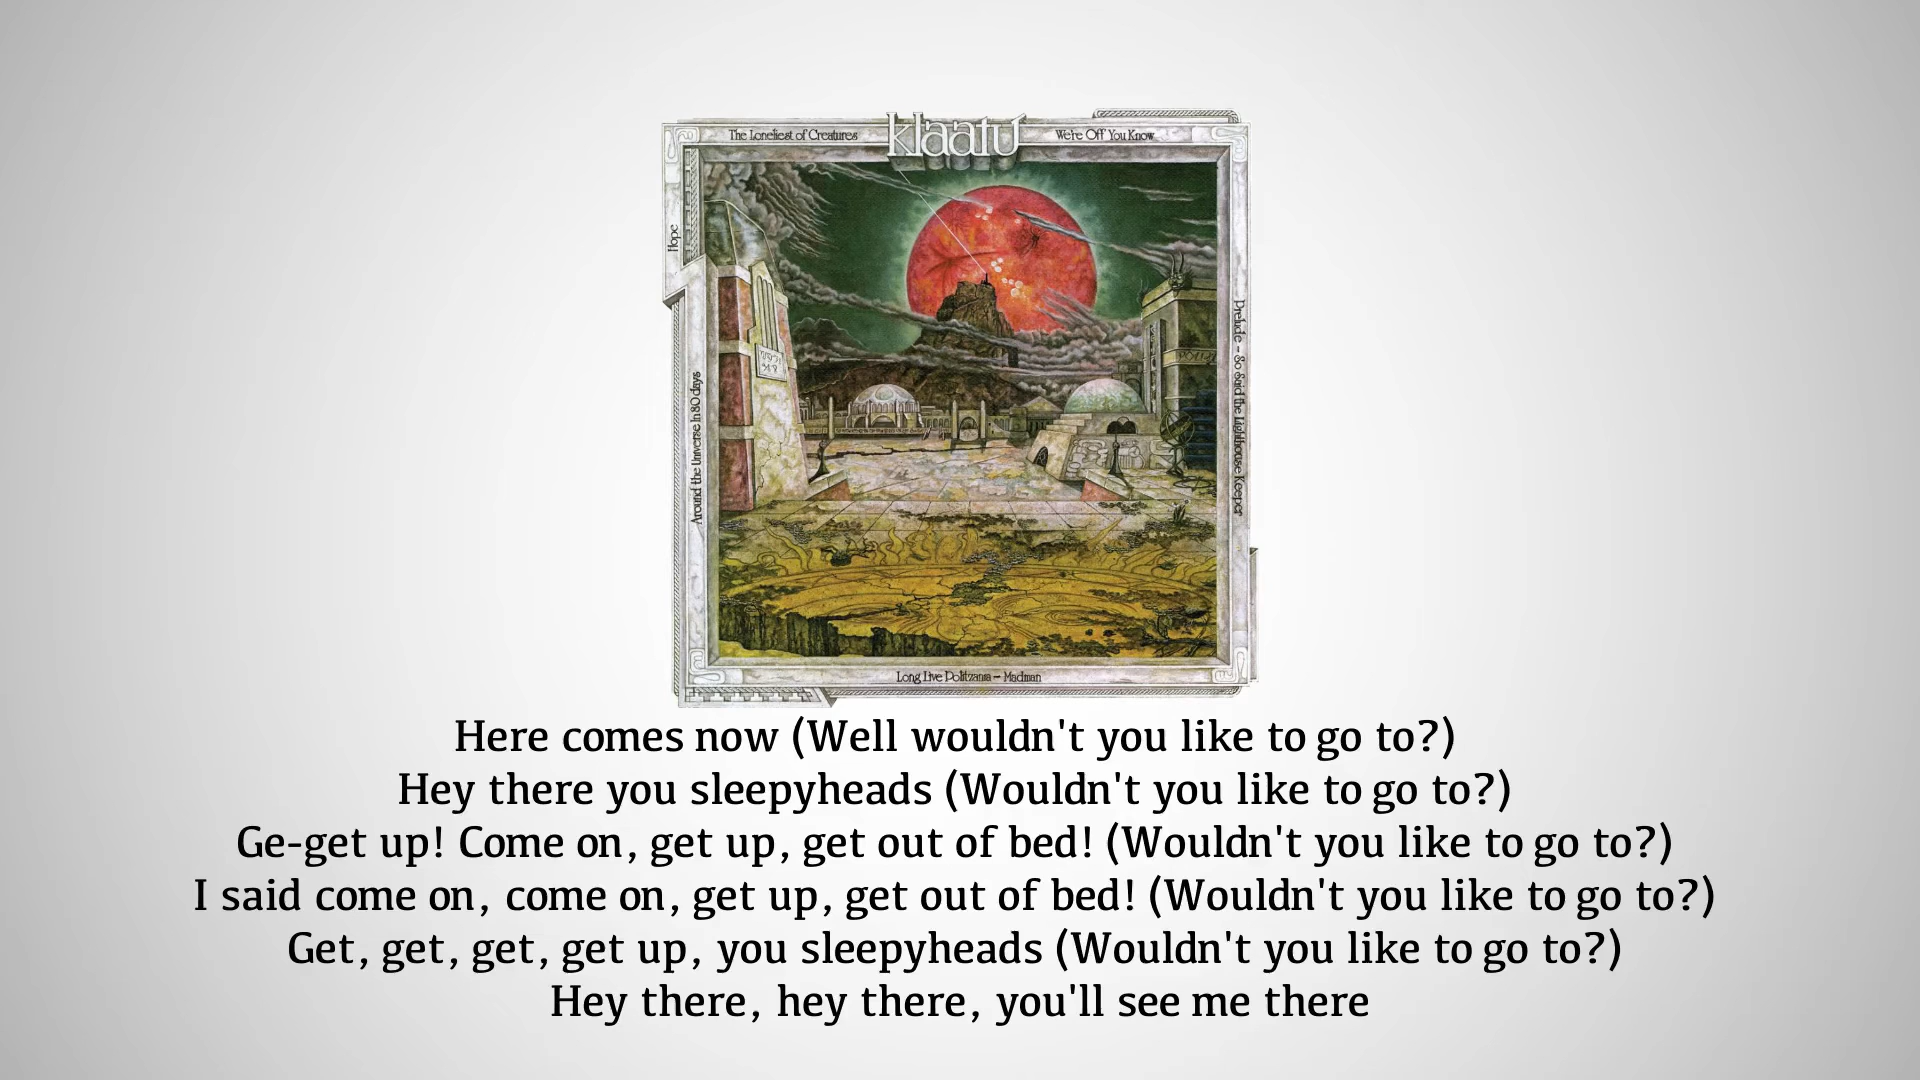 klaatu
The Loneliest of Creatures
We're Off You Know
Hope
Around the Universe in 80 days
Prelude - So Said the Lighthouse Keeper
Long Live Politzania - Madman
Here comes now (Well wouldn't you like to go to?)
Hey there you sleepyheads (Wouldn't you like to go to?)
Ge-get up! Come on, get up, get out of bed! (Wouldn't you like to go to?)
I said come on, come on, get up, get out of bed! (Wouldn't you like to go to?)
Get, get, get, get up, you sleepyheads (Wouldn't you like to go to?)
Hey there, hey there, you'll see me there